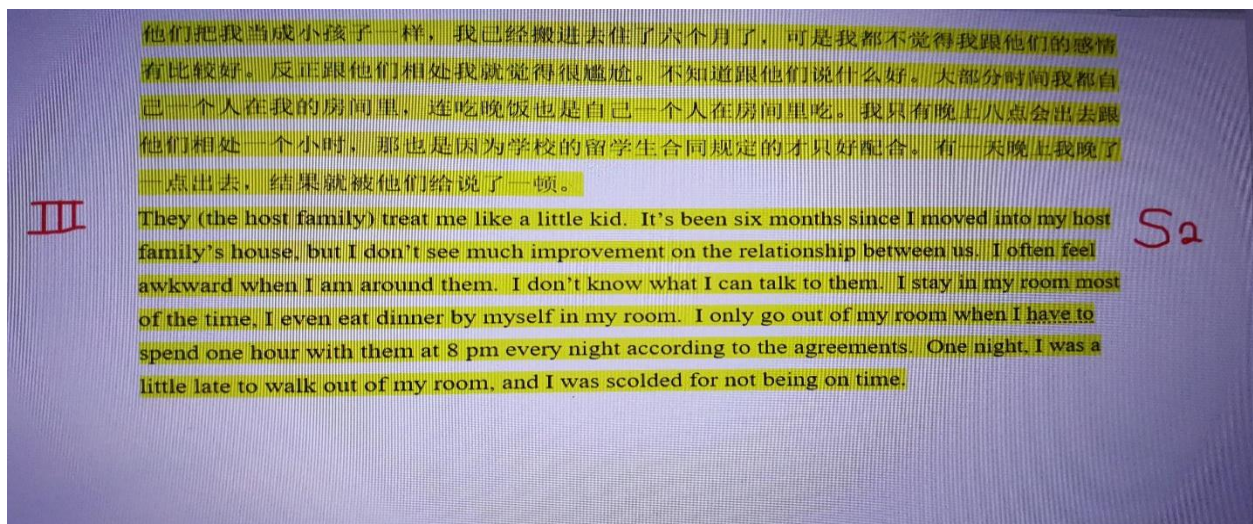 他们把我当成小孩子一样，我已经搬进去住了六个月了，可是我都不觉得我跟他们的感情
有比较好。反正跟他们相处我就觉得很尴尬。不知道跟他们说什么好。大部分时间我都自
己一个人在我的房间里，连吃晚饭也是自己一个人在房间里吃。我只有晚上八点会出去跟
他们相处一个小时，那也是因为学校的留学生合同规定的才只好配合。有一天晚上我晚了
一点出去，结果就被他们给说了一顿。
III
They (the host family) treat me like a little kid. It's been six months since I moved into my host
S2
family's house, but I don't see much improvement on the relationship between us. I often feel
awkward when I am around them. I don't know what I can talk to them. I stay in my room most
of the time, I even eat dinner by myself in my room. I only go out of my room when I have to
spend one hour with them at 8 pm every night according to the agreements. One night, I was a
little late to walk out of my room, and I was scolded for not being on time.